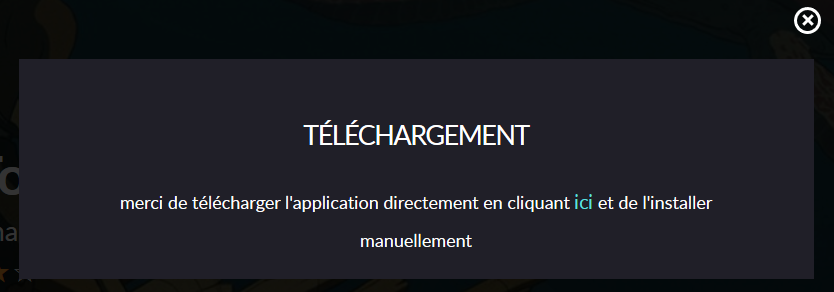 TÉLÉCHARGEMENT
merci de télécharger l'application directement en cliquant ici et de l'installer
manuellement